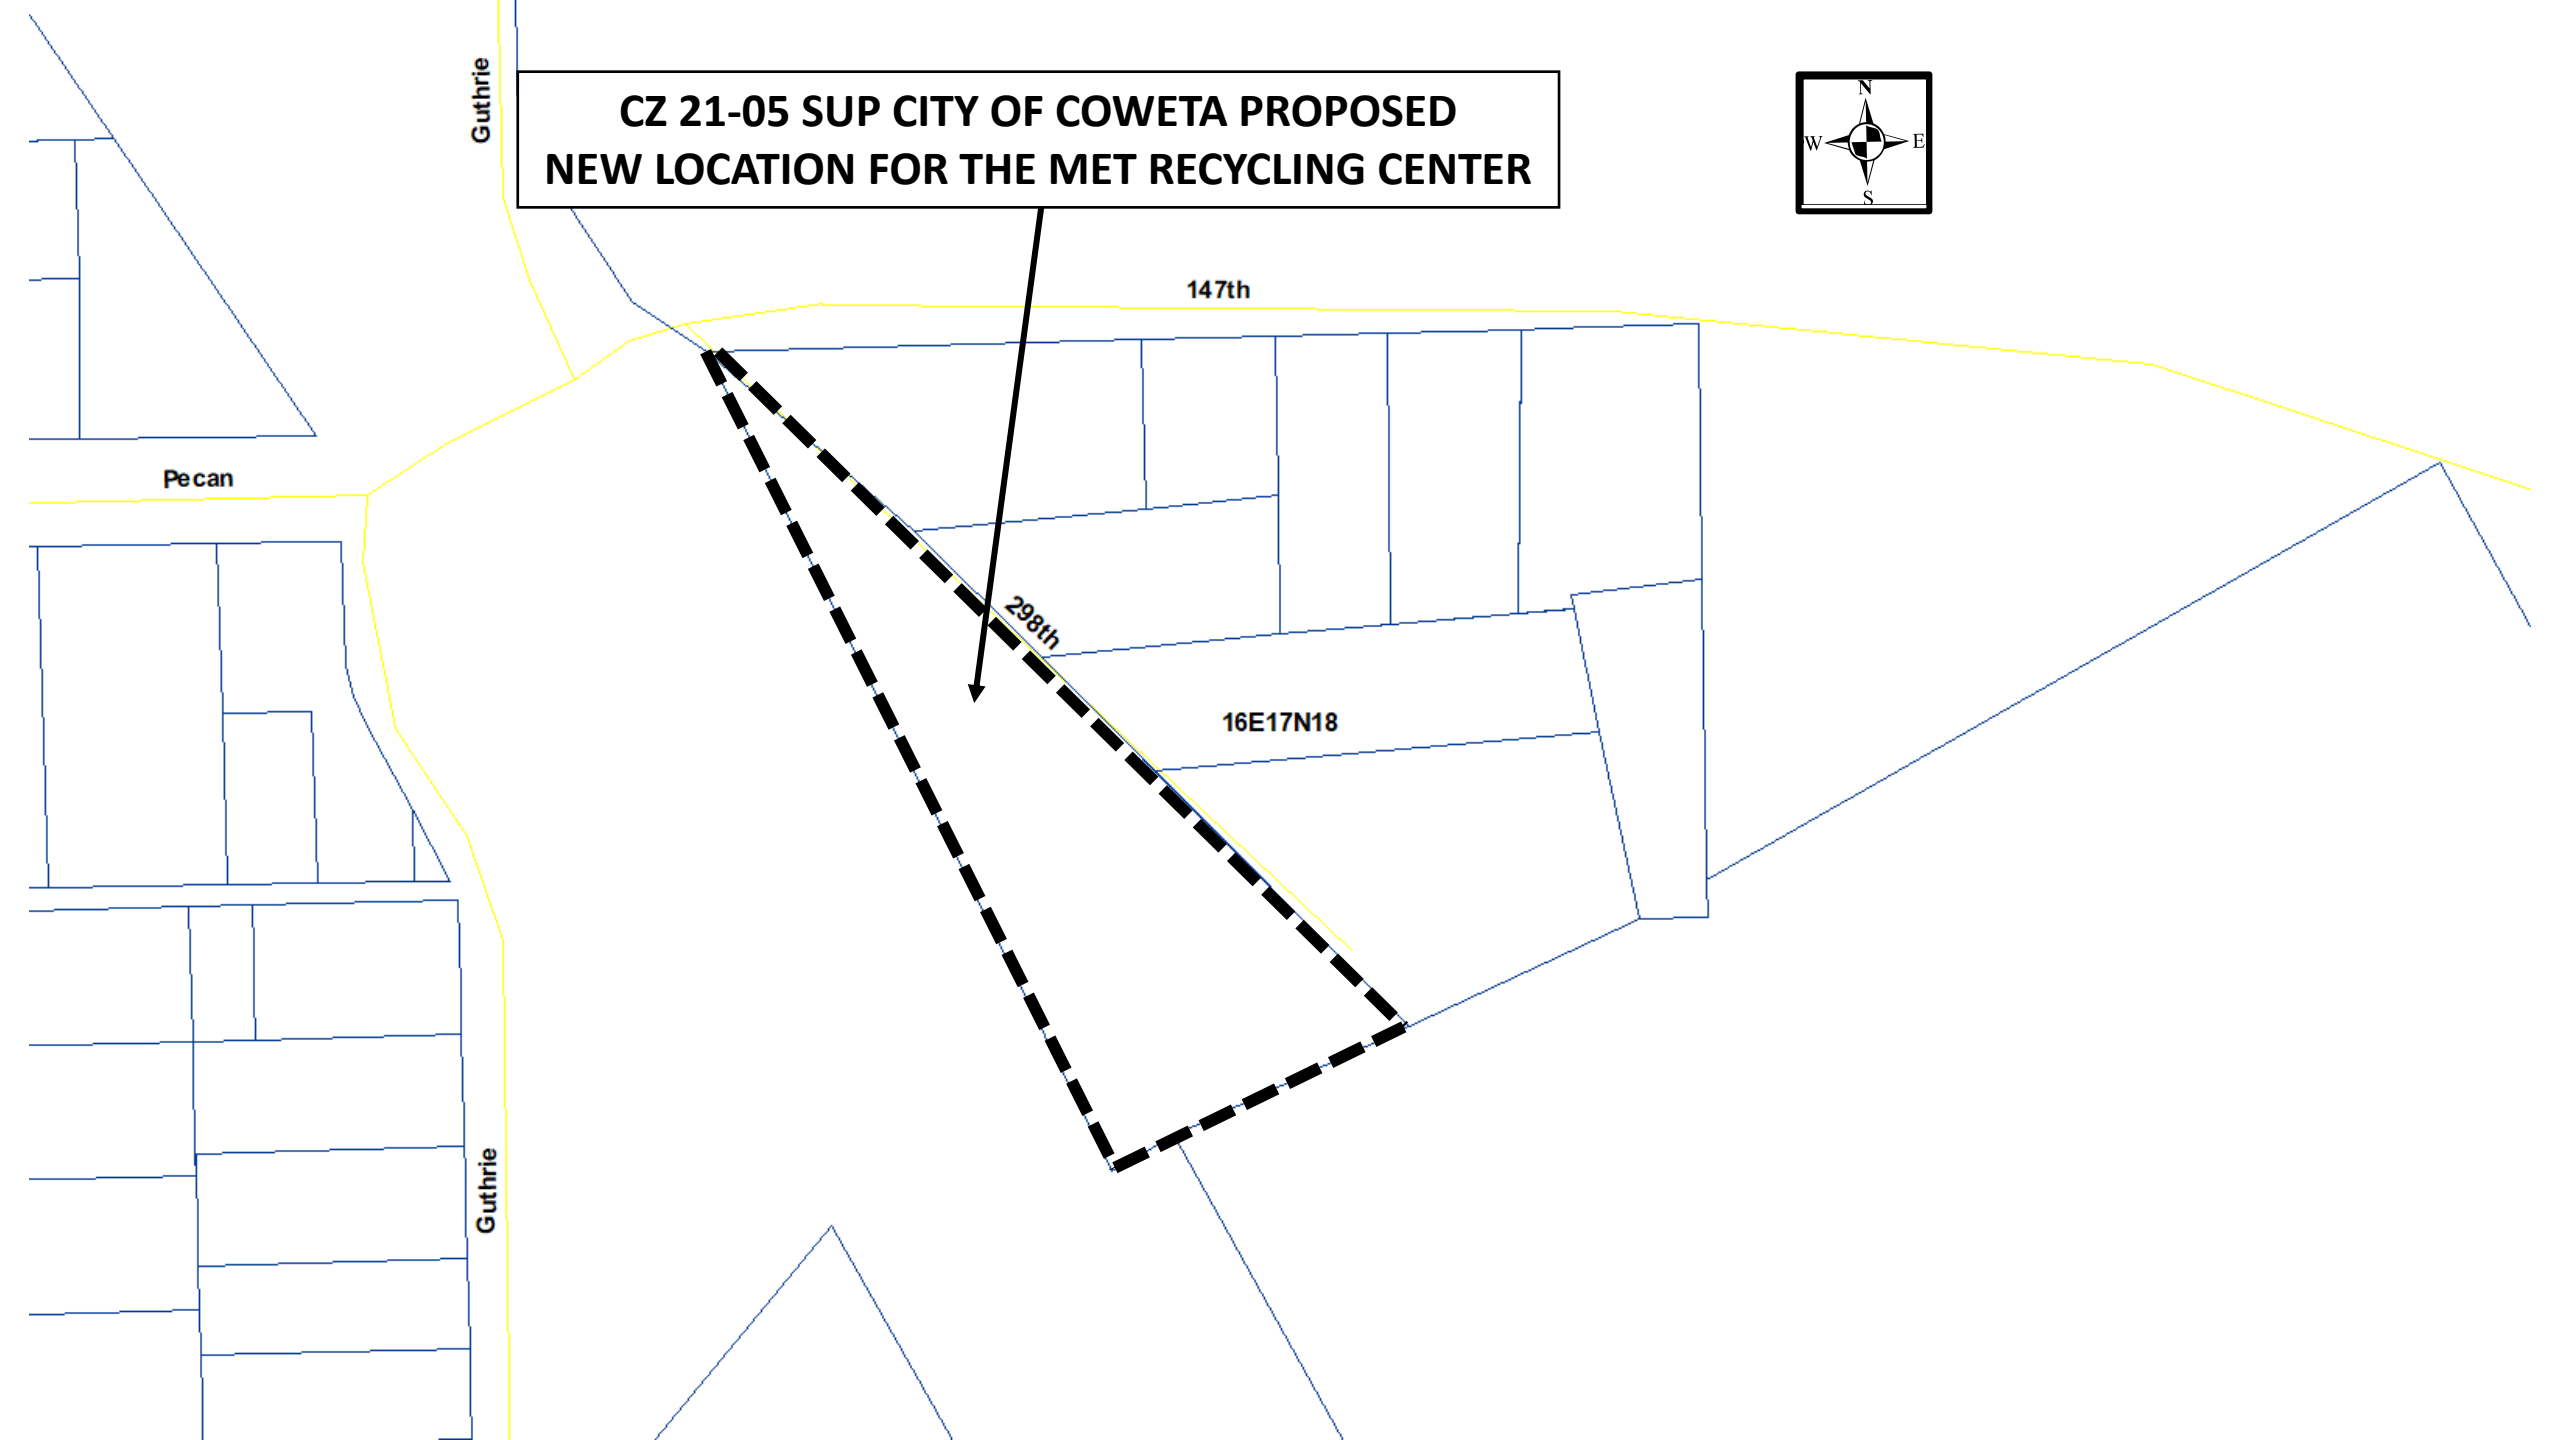 Guthrie
CZ 21-05 SUP CITY OF COWETA PROPOSED
NEW LOCATION FOR THE MET RECYCLING CENTER
N
W
E
S
147th
Pecan
298th
16E17N18
Guthrie